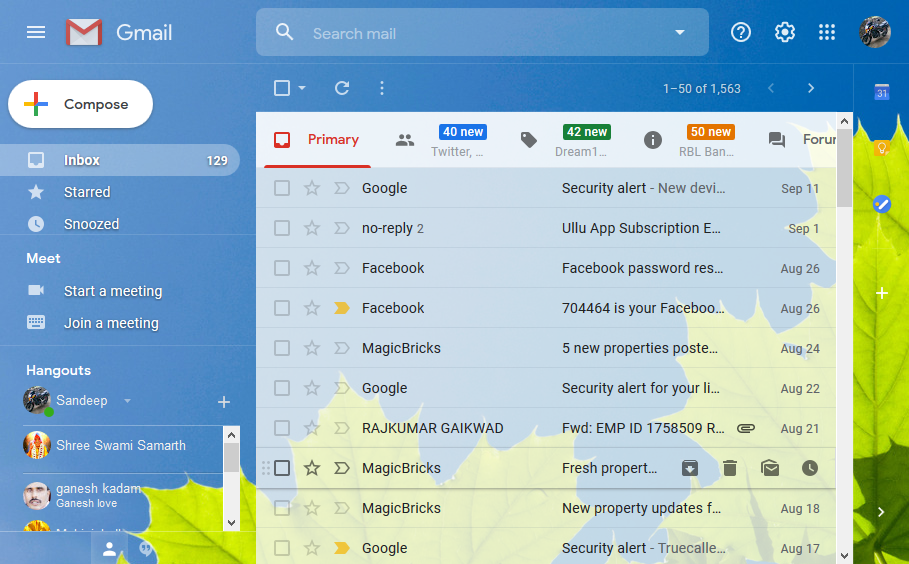 Gmail
Search mail
Compose
1–50 of 1,563
31
Inbox 129
Starred
Snoozed
Meet
Start a meeting
Join a meeting
Hangouts
Sandeep
Shree Swami Samarth
ganesh kadam
Ganesh love
Primary
40 new
Twitter, ...
42 new
Dream1...
50 new
RBL Ban...
Forur
Google Security alert - New devi... Sep 11
no-reply 2 Ullu App Subscription E... Sep 1
Facebook Facebook password res... Aug 26
Facebook 704464 is your Faceboo... Aug 26
MagicBricks 5 new properties poste... Aug 24
Google Security alert for your li... Aug 22
RAJKUMAR GAIKWAD Fwd: EMP ID 1758509 R... Aug 21
MagicBricks Fresh propert...
MagicBricks New property updates f... Aug 18
Google Security alert - Truecalle... Aug 17